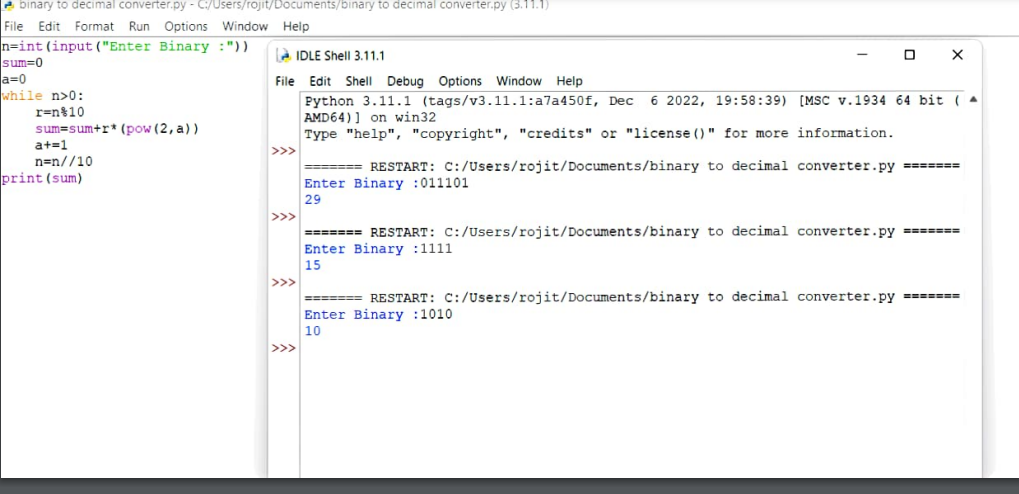 binary to decimal converter.py - C:/Users/rojit/Documents/binary to decimal converter.py (3.11.1)
File Edit Format Run Options Window Help
n=int(input("Enter Binary :"))
sum=0
a=0
while n>0:
    r=n%10
    sum=sum+r*(pow(2,a))
    a+=1
    n=n//10
print(sum)
IDLE Shell 3.11.1
File Edit Shell Debug Options Window Help
Python 3.11.1 (tags/v3.11.1:a7a450f, Dec  6 2022, 19:58:39) [MSC v.1934 64 bit (
AMD64)] on win32
Type "help", "copyright", "credits" or "license()" for more information.
>>>
======= RESTART: C:/Users/rojit/Documents/binary to decimal converter.py =======
Enter Binary :011101
29
>>>
======= RESTART: C:/Users/rojit/Documents/binary to decimal converter.py =======
Enter Binary :1111
15
>>>
======= RESTART: C:/Users/rojit/Documents/binary to decimal converter.py =======
Enter Binary :1010
10
>>>